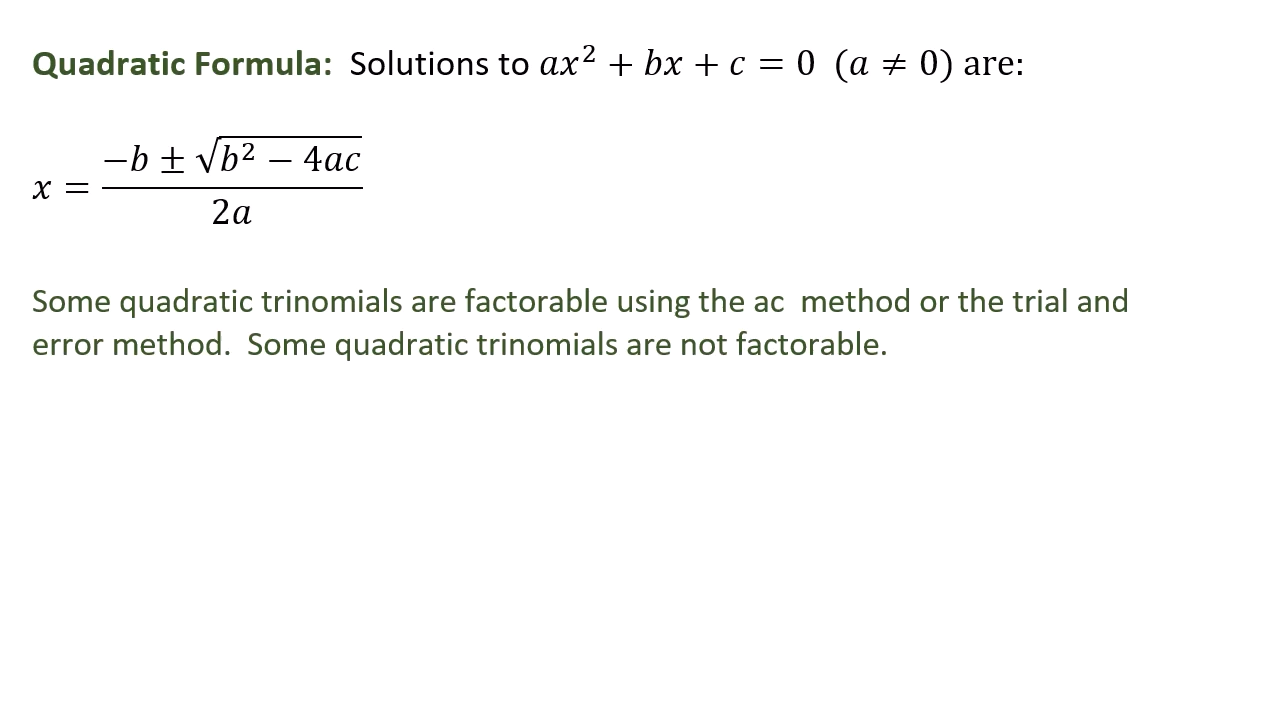 Quadratic Formula: Solutions to ax² + bx + c = 0 (a ≠ 0) are:
x = (−b ± √(b² − 4ac)) / 2a
Some quadratic trinomials are factorable using the ac method or the trial and
error method. Some quadratic trinomials are not factorable.